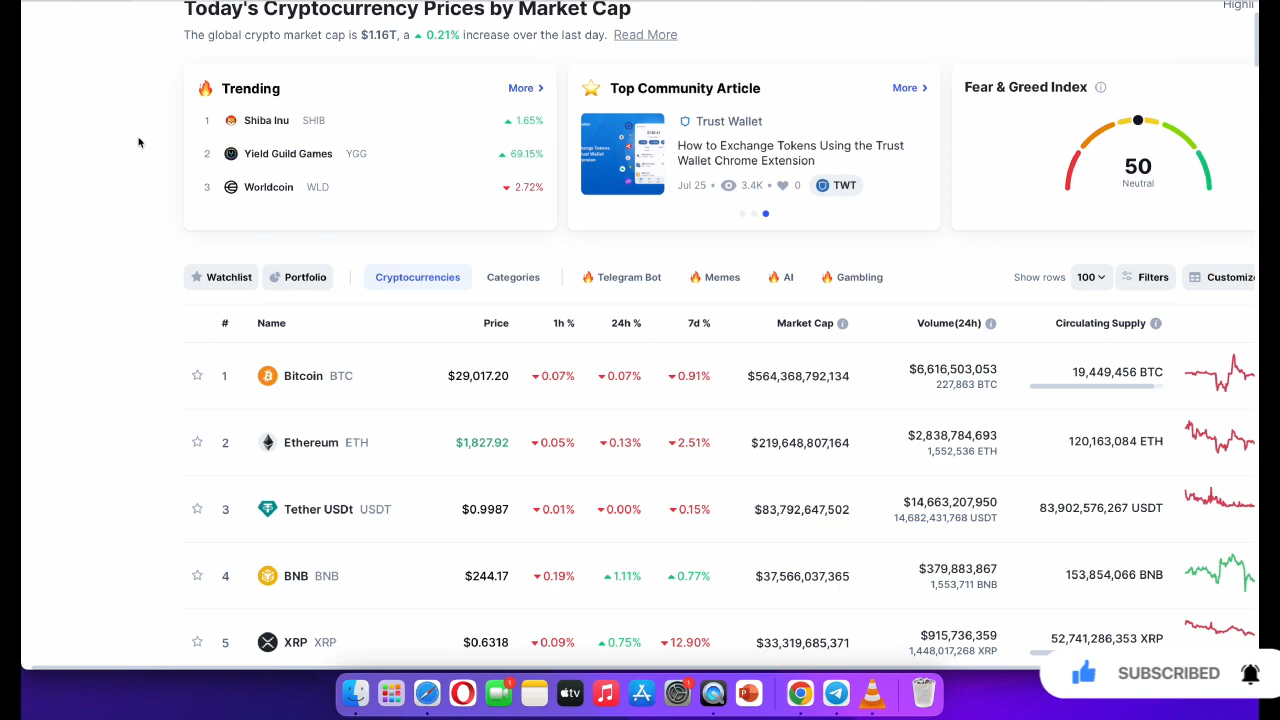 Today's Cryptocurrency Prices by Market Cap
Highli
The global crypto market cap is $1.16T, a 0.21% increase over the last day. Read More
Trending
More
1 Shiba Inu SHIB 1.65%
2 Yield Guild Games YGG 69.15%
3 Worldcoin WLD 2.72%
Top Community Article
More
Trust Wallet
How to Exchange Tokens Using the Trust
Wallet Chrome Extension
Jul 25 • 3.4K • 0 TWT
Fear & Greed Index
50
Neutral
Watchlist Portfolio Cryptocurrencies Categories Telegram Bot Memes AI Gambling Show rows 100 Filters Customize
# Name Price 1h % 24h % 7d % Market Cap Volume(24h) Circulating Supply
1 Bitcoin BTC $29,017.20 0.07% 0.07% 0.91% $564,368,792,134 $6,616,503,053 19,449,456 BTC
227,863 BTC
2 Ethereum ETH $1,827.92 0.05% 0.13% 2.51% $219,648,807,164 $2,838,784,693 120,163,084 ETH
1,552,536 ETH
3 Tether USDt USDT $0.9987 0.01% 0.00% 0.15% $83,792,647,502 $14,663,207,950 83,902,576,267 USDT
14,682,431,768 USDT
4 BNB BNB $244.17 0.19% 1.11% 0.77% $37,566,037,365 $379,883,867 153,854,066 BNB
1,553,711 BNB
5 XRP XRP $0.6318 0.09% 0.75% 12.90% $33,319,685,371 $915,736,359 52,741,286,353 XRP
1,448,017,268 XRP
SUBSCRIBED
1
tv
1